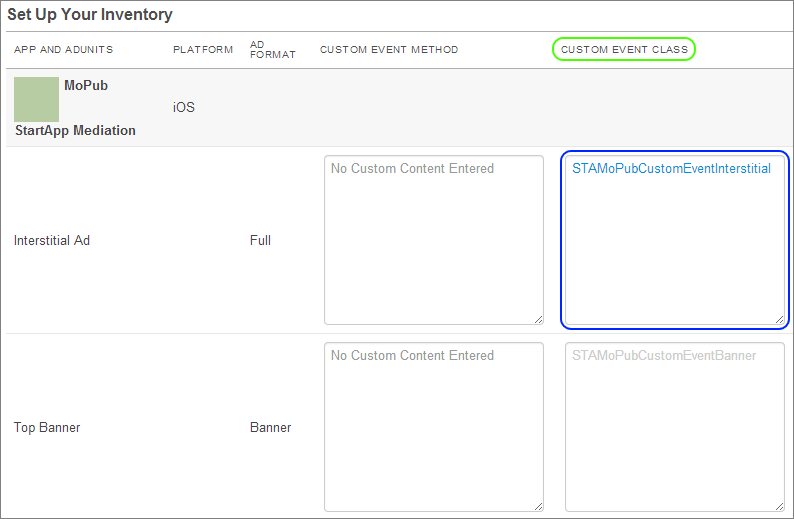 Set Up Your Inventory
APP AND ADUNITS PLATFORM AD FORMAT CUSTOM EVENT METHOD CUSTOM EVENT CLASS
MoPub
iOS
StartApp Mediation
No Custom Content Entered STAMoPubCustomEventInterstitial
Interstitial Ad Full
No Custom Content Entered STAMoPubCustomEventBanner
Top Banner Banner